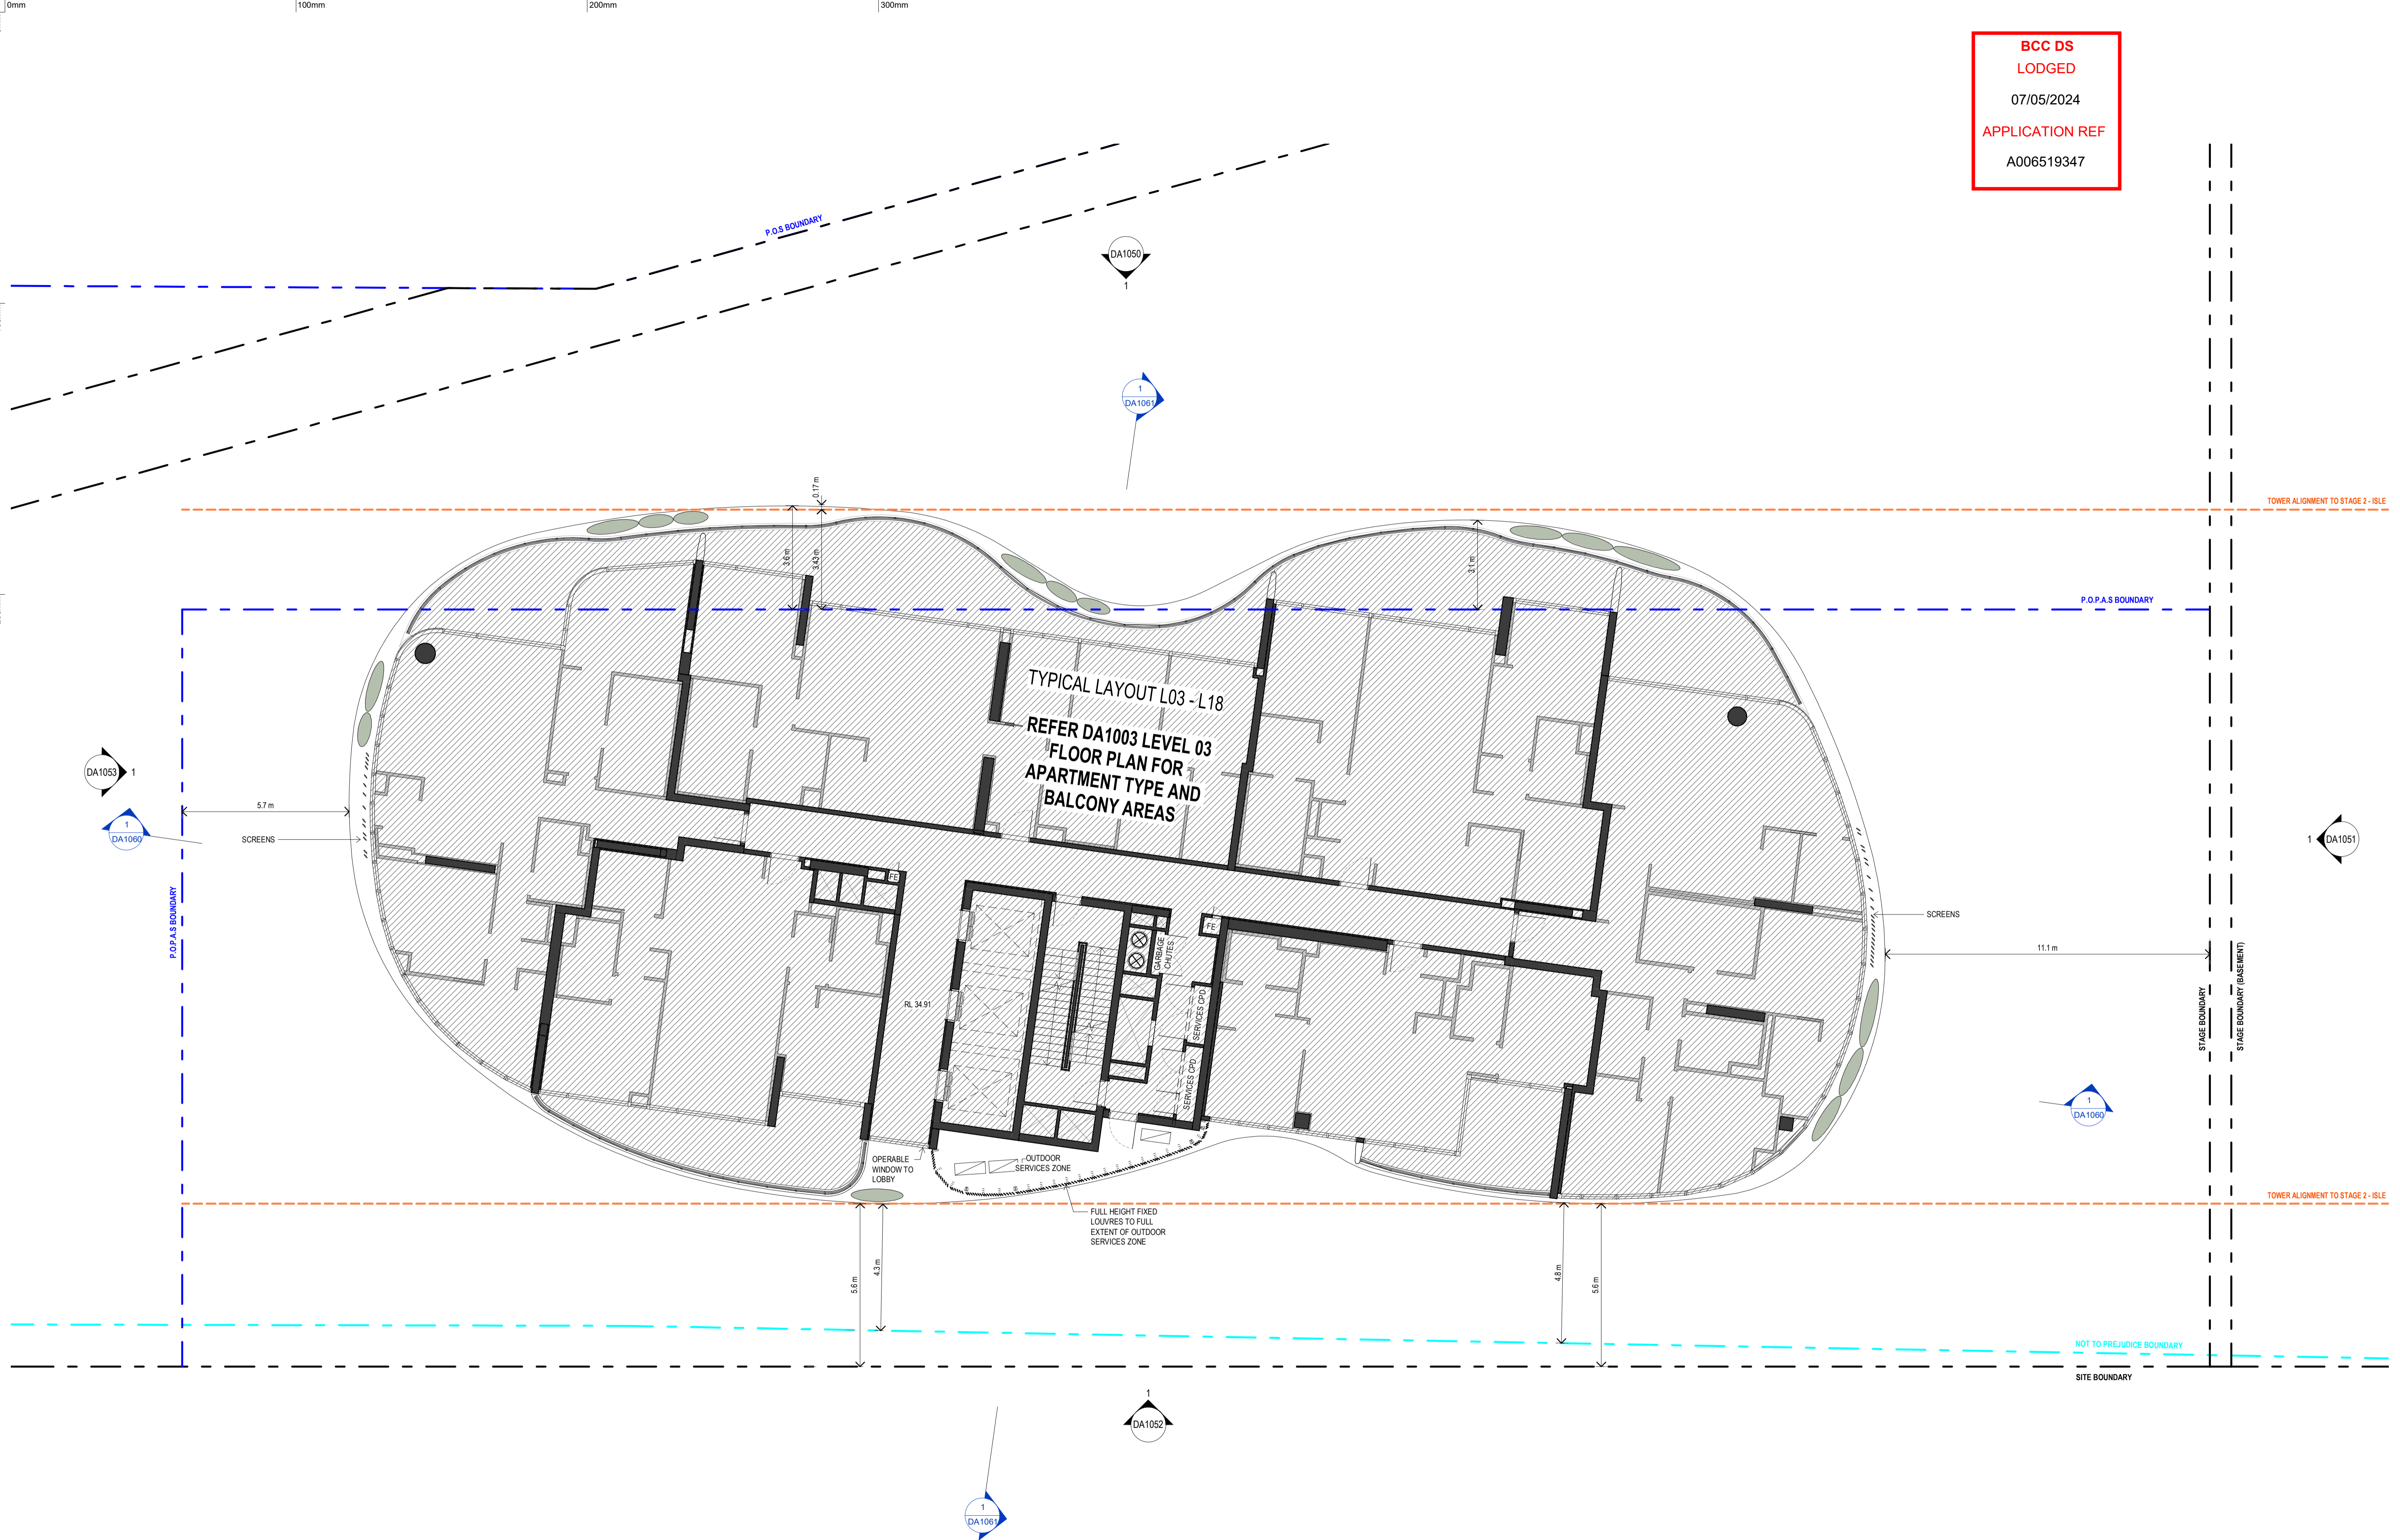 0mm
100mm
200mm
300mm
BCC DS
LODGED
07/05/2024
APPLICATION REF
A006519347
P.O.S BOUNDARY
DA1050
1
1
DA1061
0.17 m
TOWER ALIGNMENT TO STAGE 2 - ISLE
3.6 m
3.43 m
3.1 m
P.O.P.A.S BOUNDARY
TYPICAL LAYOUT L03 - L18
REFER DA1003 LEVEL 03
FLOOR PLAN FOR
APARTMENT TYPE AND
BALCONY AREAS
DA1053
1
5.7 m
1
DA1060
SCREENS
1
DA1051
P.O.P.A.S BOUNDARY
FE
FE
SCREENS
GARBAGE
CHUTES
11.1 m
RL 34.91
SERVICES CPD
SERVICES CPD
STAGE BOUNDARY
STAGE BOUNDARY (BASEMENT)
1
DA1060
OPERABLE
WINDOW TO
LOBBY
OUTDOOR
SERVICES ZONE
TOWER ALIGNMENT TO STAGE 2 - ISLE
FULL HEIGHT FIXED
LOUVRES TO FULL
EXTENT OF OUTDOOR
SERVICES ZONE
5.6 m
4.3 m
4.8 m
5.6 m
NOT TO PREJUDICE BOUNDARY
SITE BOUNDARY
1
DA1052
1
DA1061